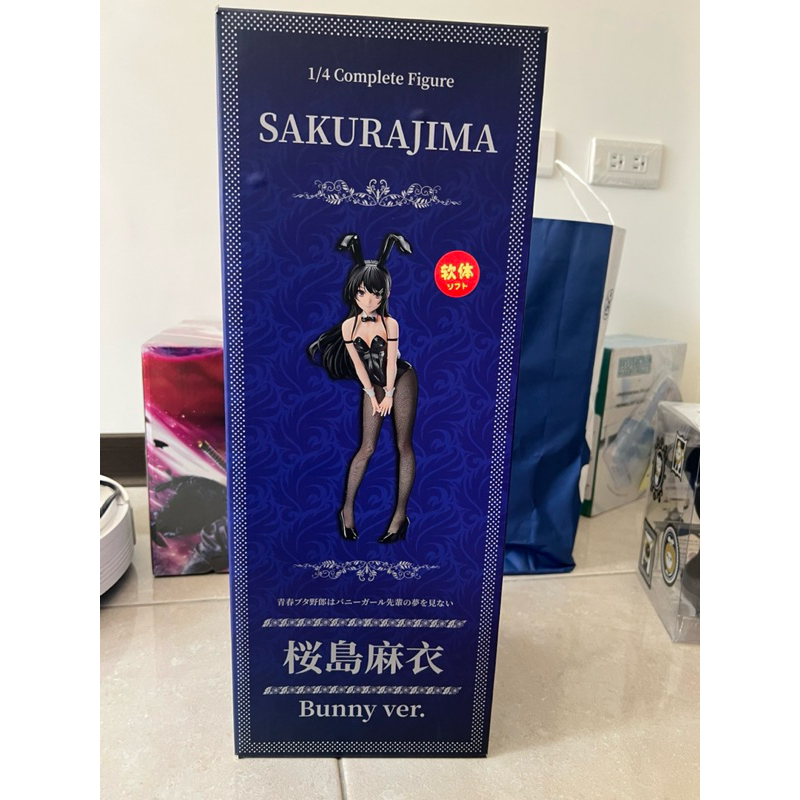 1/4 Complete Figure
SAKURAJIMA
软体
ソフト
青春ブタ野郎はバニーガール先輩の夢を見ない
桜島麻衣
Bunny ver.